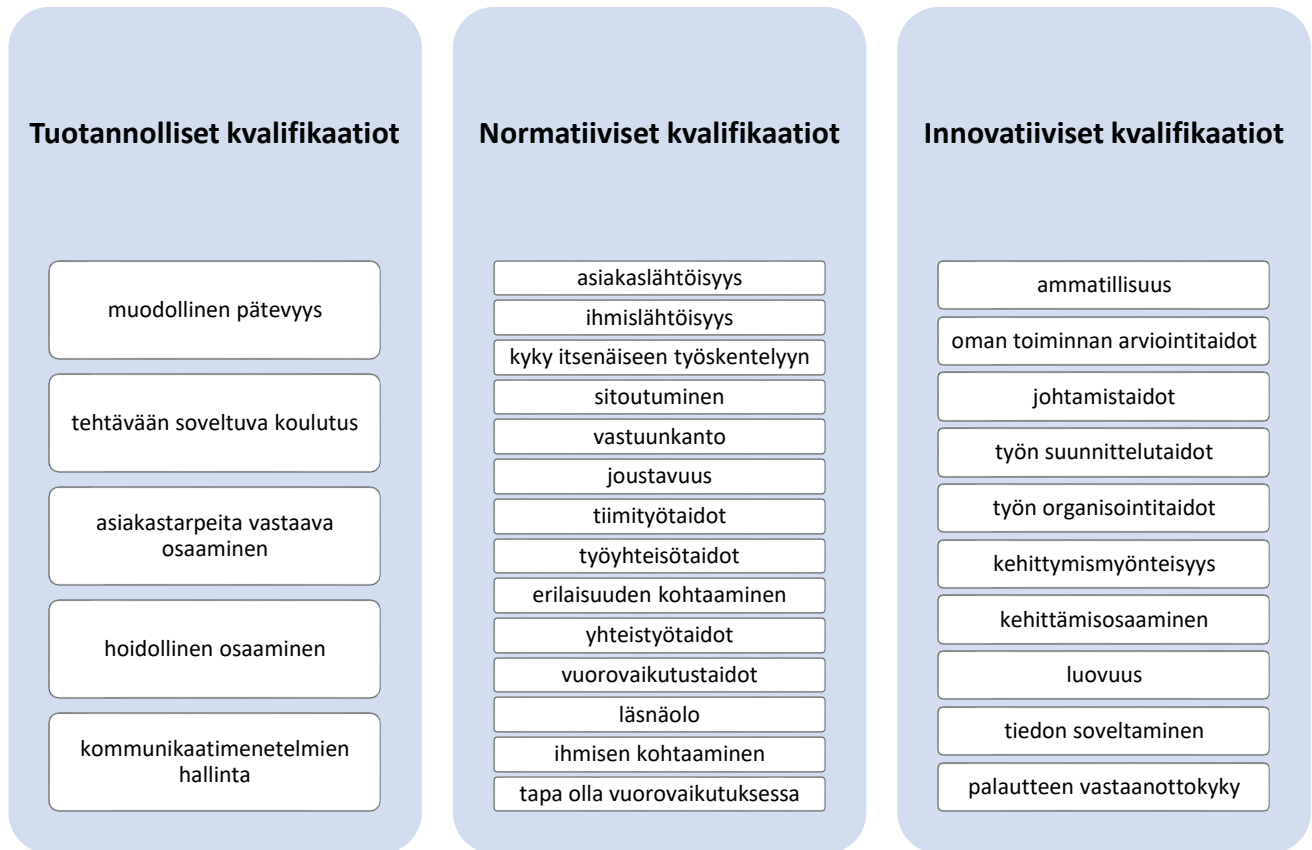 Tuotannolliset kvalifikaatiot
muodollinen pätevyys
tehtävään soveltuva koulutus
asiakastarpeita vastaava
osaaminen
hoidollinen osaaminen
kommunikaatimenetelmien
hallinta
Normatiiviset kvalifikaatiot
asiakaslähtöisyys
ihmislähtöisyys
kyky itsenäiseen työskentelyyn
sitoutuminen
vastuunkanto
joustavuus
tiimityötaidot
työyhteisötaidot
erilaisuuden kohtaaminen
yhteistyötaidot
vuorovaikutustaidot
läsnäolo
ihmisen kohtaaminen
tapa olla vuorovaikutuksessa
Innovatiiviset kvalifikaatiot
ammatillisuus
oman toiminnan arviointitaidot
johtamistaidot
työn suunnittelutaidot
työn organisointitaidot
kehittymismyönteisyys
kehittämisosaaminen
luovuus
tiedon soveltaminen
palautteen vastaanottokyky